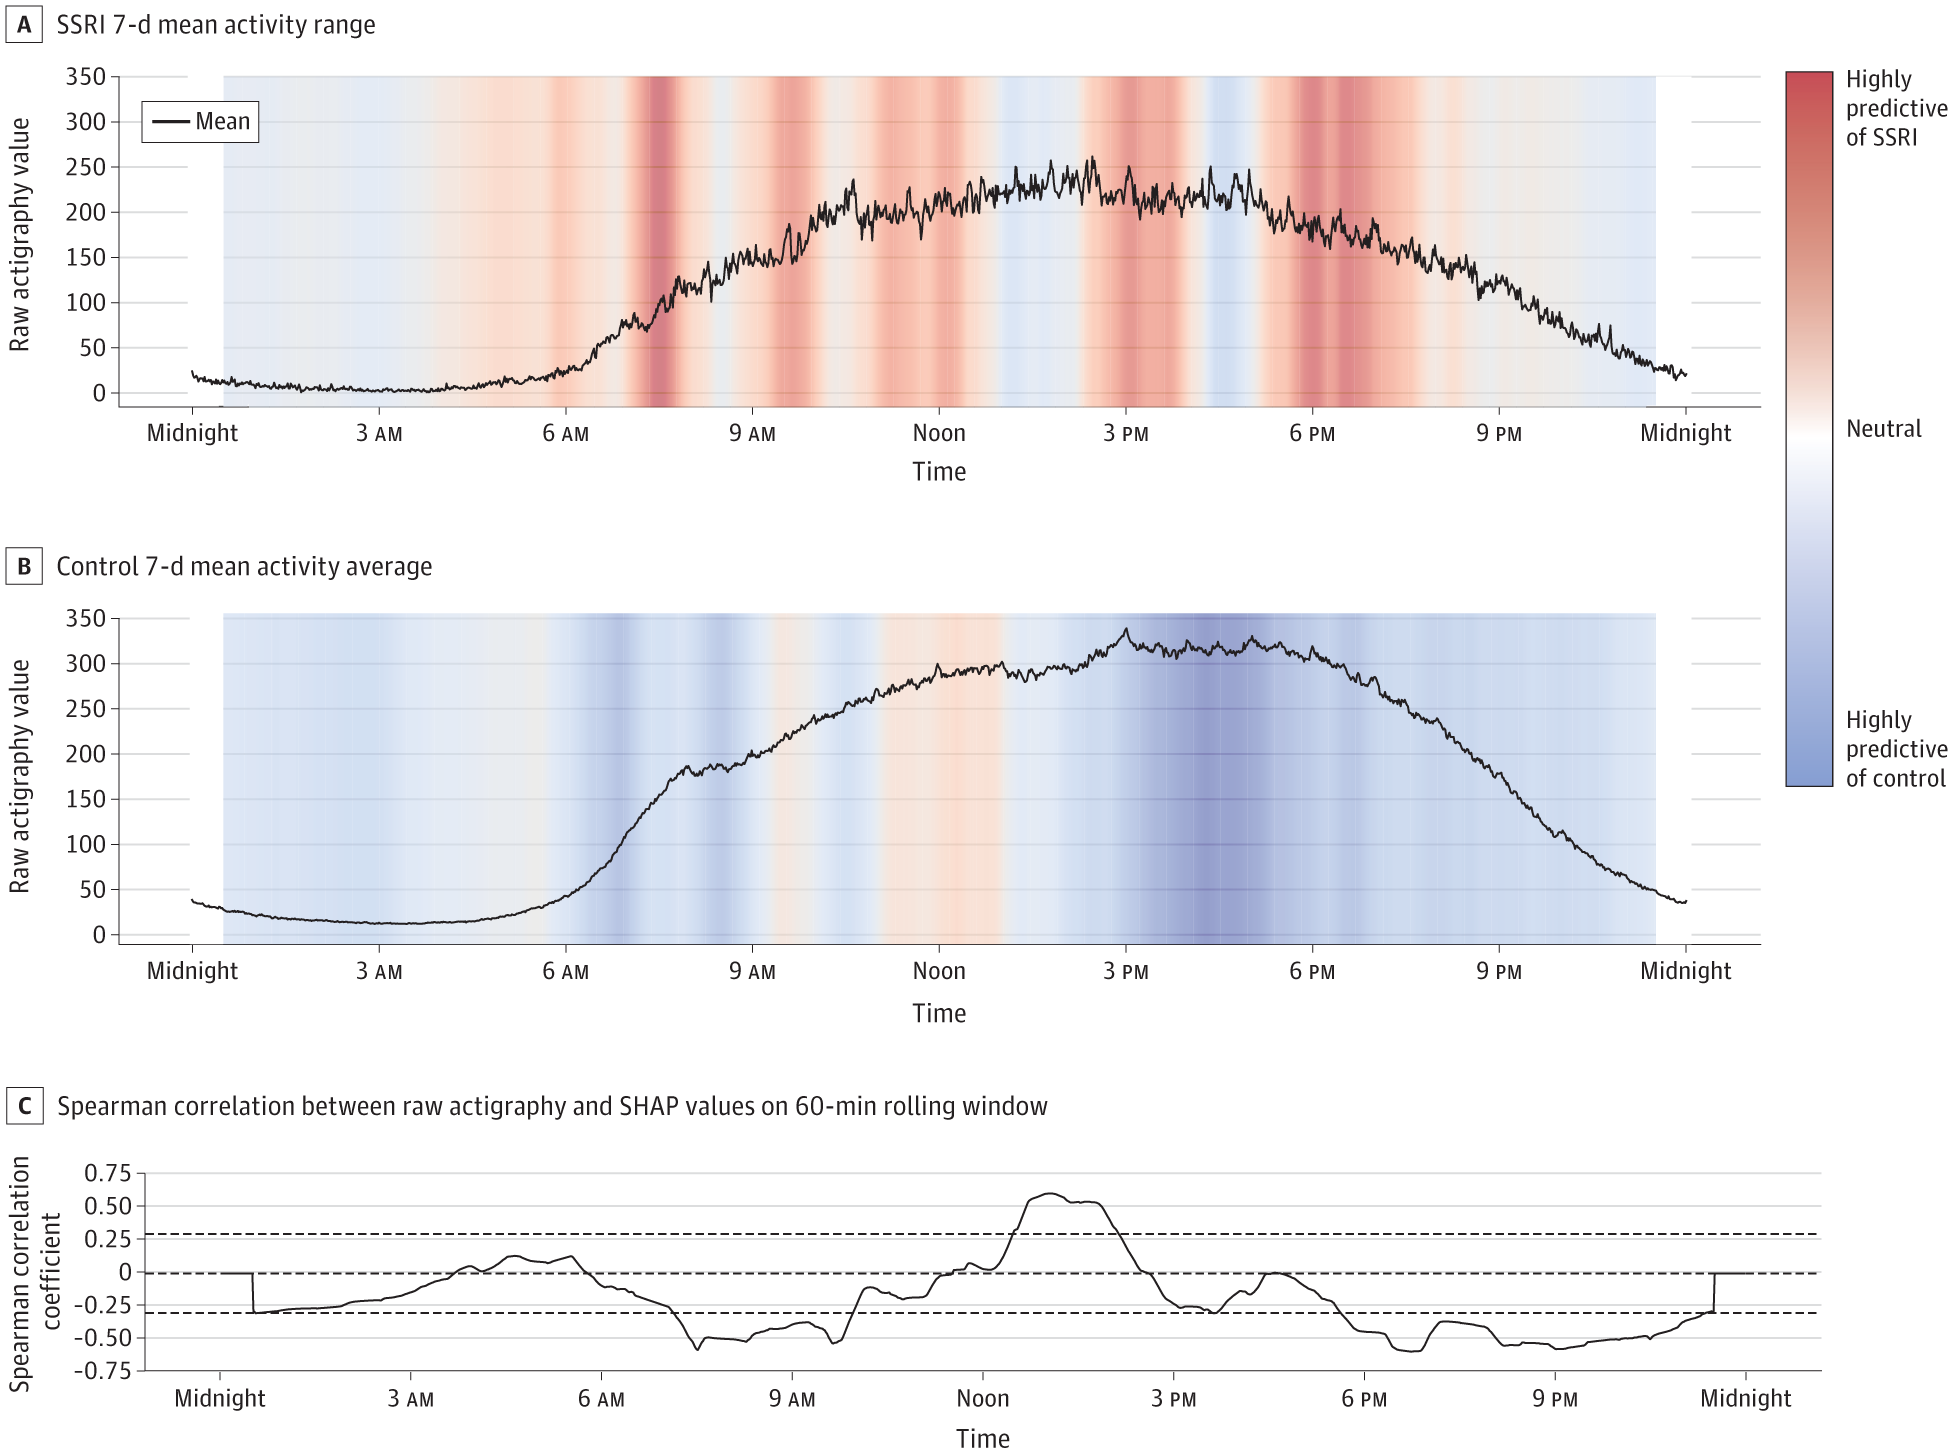 A SSRI 7-d mean activity range
350
300
250
200
150
100
50
0
Raw actigraphy value
Mean
Midnight 3 AM 6 AM 9 AM Noon 3 PM 6 PM 9 PM Midnight
Time
Highly
predictive
of SSRI
Neutral
Highly
predictive
of control
B Control 7-d mean activity average
350
300
250
200
150
100
50
0
Raw actigraphy value
Midnight 3 AM 6 AM 9 AM Noon 3 PM 6 PM 9 PM Midnight
Time
C Spearman correlation between raw actigraphy and SHAP values on 60-min rolling window
0.75
0.50
0.25
0
-0.25
-0.50
-0.75
Spearman correlation
coefficient
Midnight 3 AM 6 AM 9 AM Noon 3 PM 6 PM 9 PM Midnight
Time